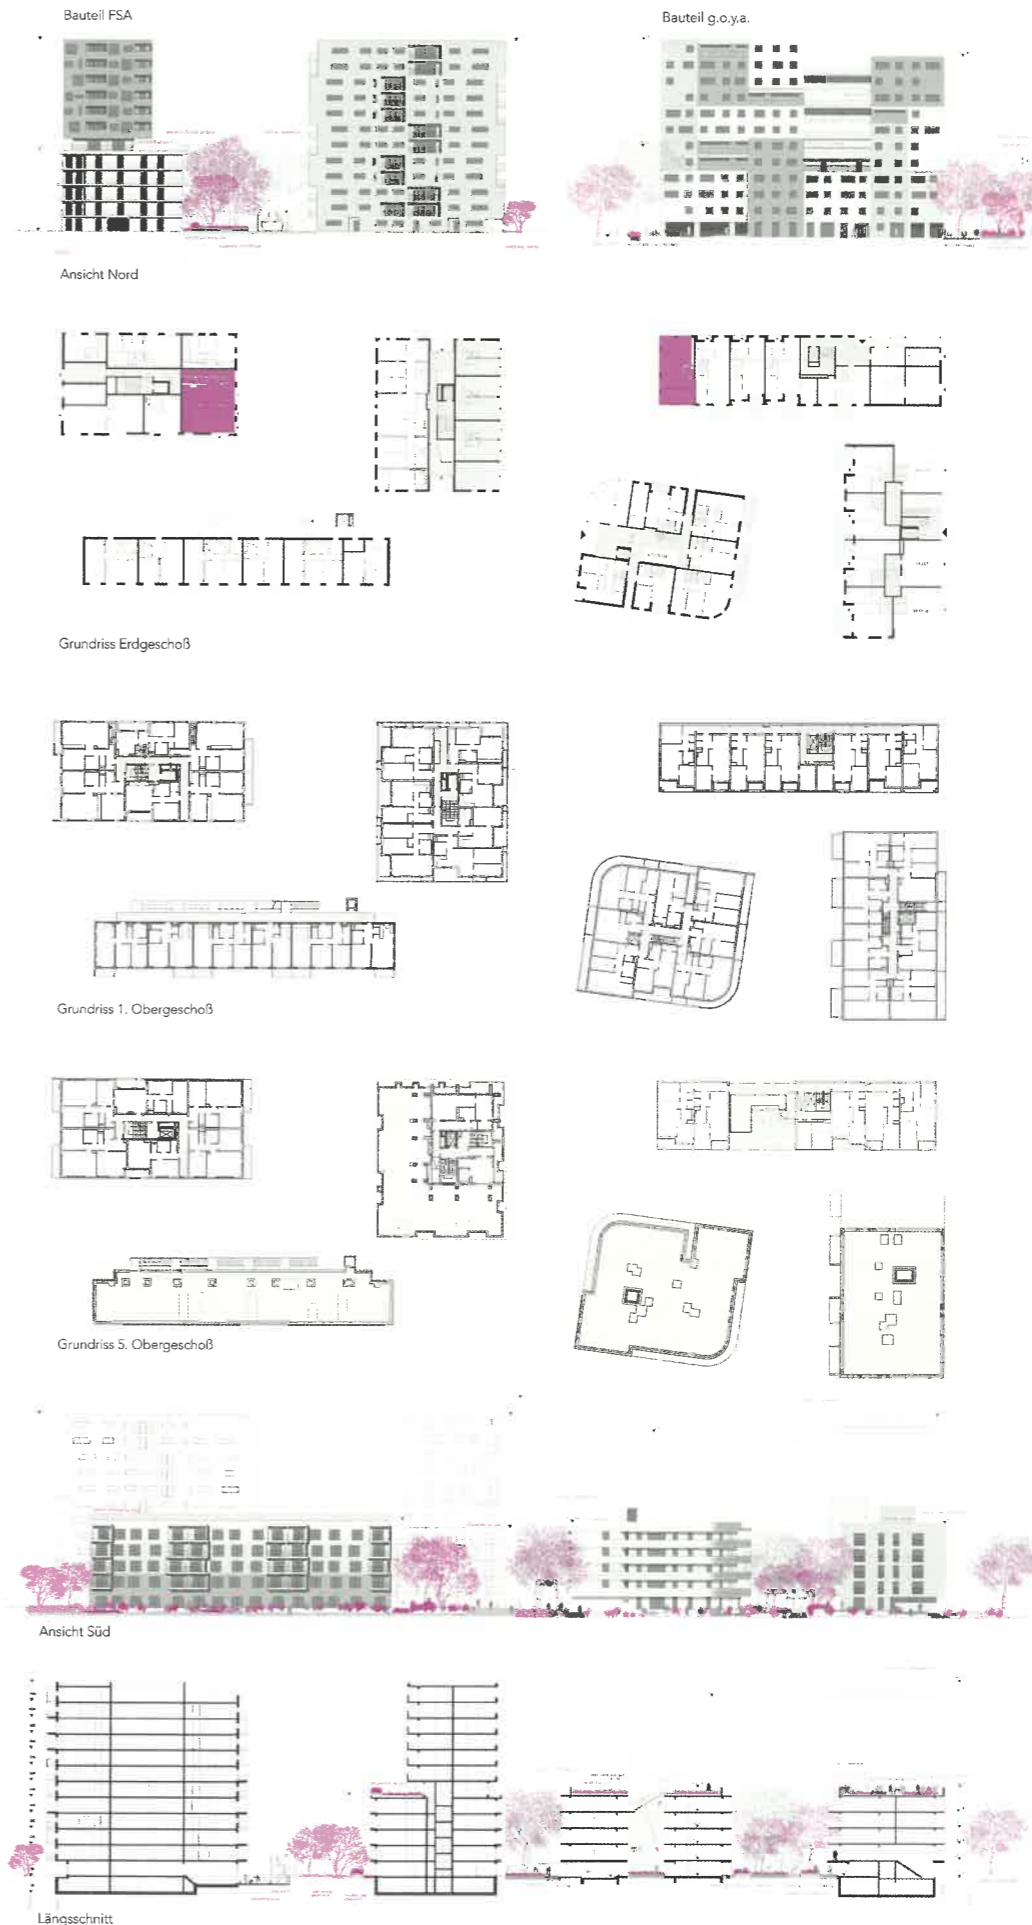 Bauteil FSA
Bauteil g.o.y.a.
Ansicht Nord
Grundriss Erdgeschoß
Grundriss 1. Obergeschoß
Grundriss 5. Obergeschoß
Ansicht Süd
Längsschnitt